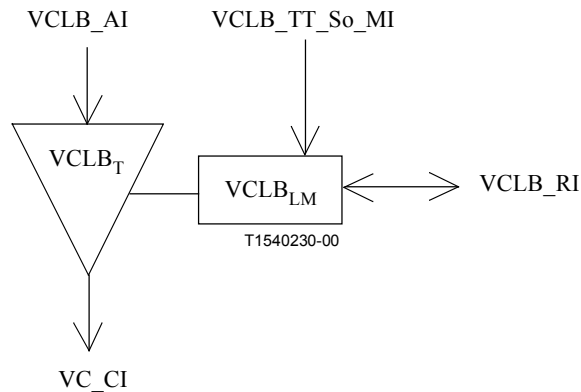 VCLB_AI
VCLB_TT_So_MI
VCLB_T
VCLB_LM
VCLB_RI
T1540230-00
VC_CI